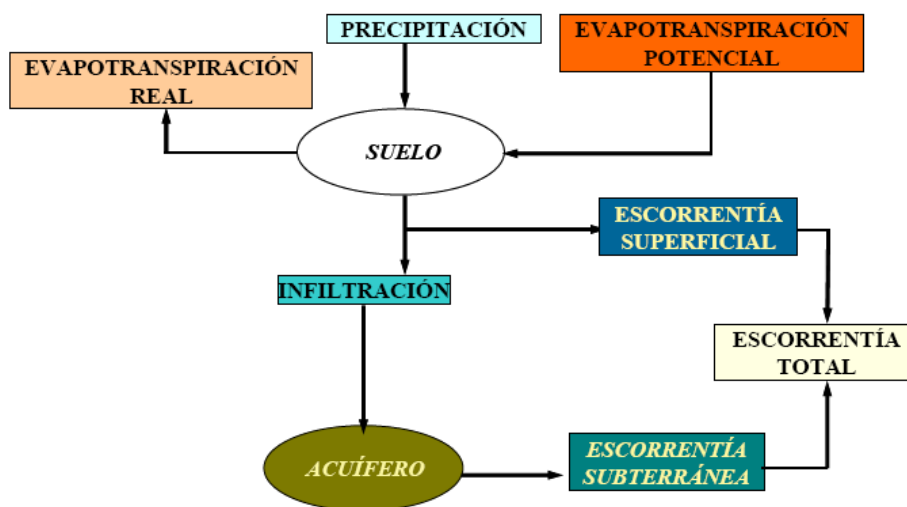 PRECIPITACIÓN
EVAPOTRANSPIRACIÓN
POTENCIAL
EVAPOTRANSPIRACIÓN
REAL
SUELO
ESCORRENTÍA
SUPERFICIAL
INFILTRACIÓN
ESCORRENTÍA
TOTAL
ACUÍFERO
ESCORRENTÍA
SUBTERRÁNEA